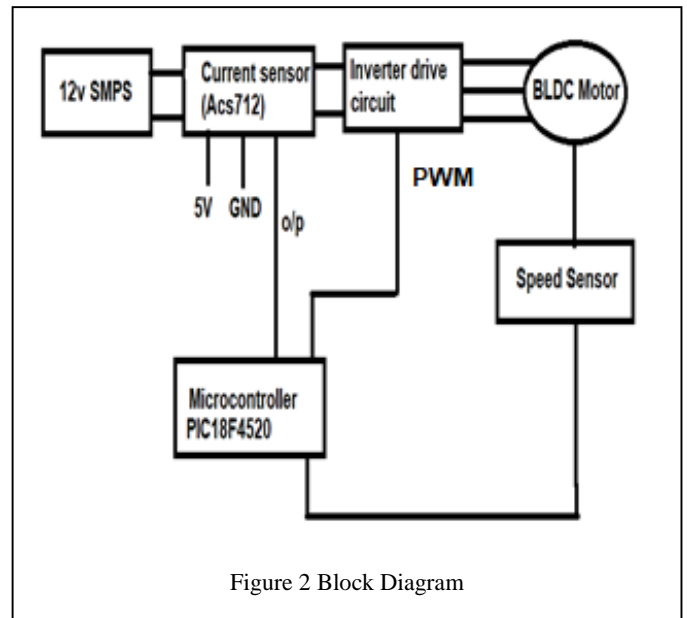 12v SMPS
Current sensor
(Acs712)
Inverter drive
circuit
BLDC Motor
5V
GND
o/p
PWM
Speed Sensor
Microcontroller
PIC18F4520
Figure 2 Block Diagram